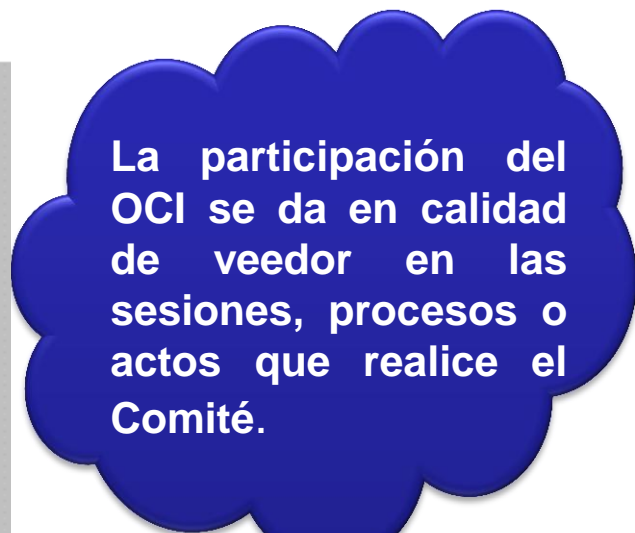 La participación del
OCI se da en calidad
de veedor en las
sesiones, procesos o
actos que realice el
Comité.